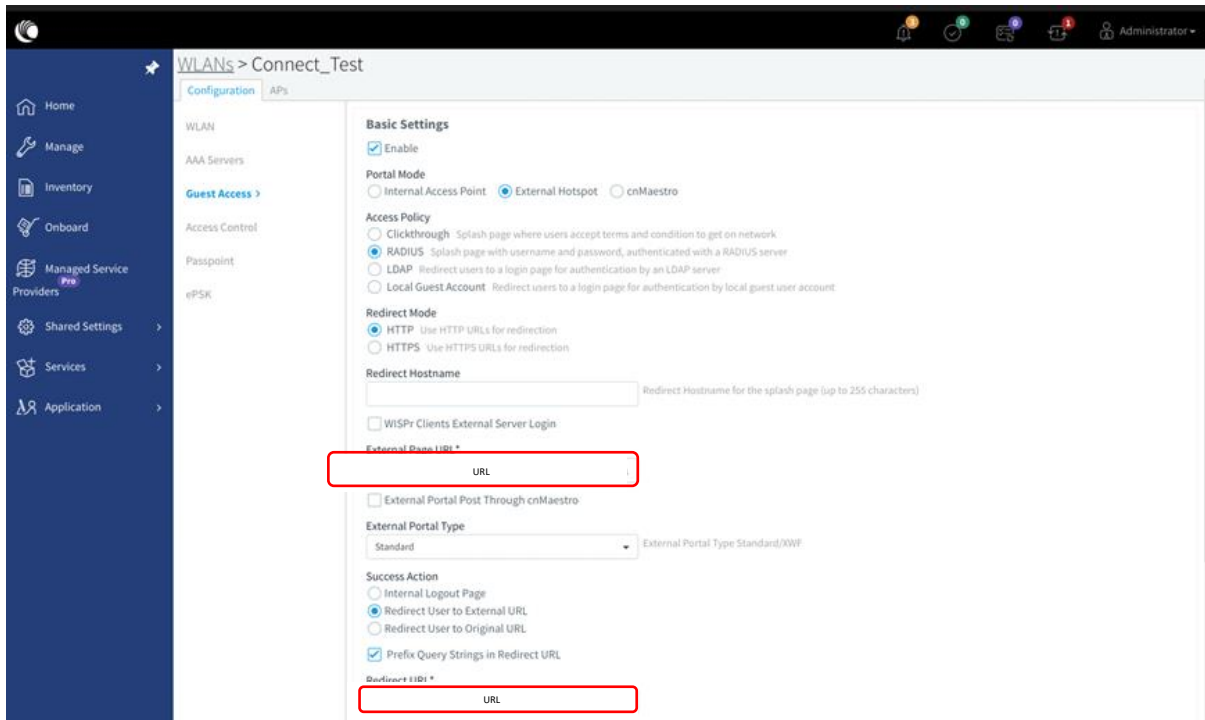 3
0
0
1
Administrator
WLANs > Connect_Test
Configuration APs
Home
Manage
Inventory
Onboard
Managed Service
Pro
Providers
Shared Settings
Services
Application
WLAN
AAA Servers
Guest Access >
Access Control
Passpoint
ePSK
Basic Settings
Enable
Portal Mode
Internal Access Point External Hotspot cnMaestro
Access Policy
Clickthrough Splash page where users accept terms and condition to get on network
RADIUS Splash page with username and password, authenticated with a RADIUS server
LDAP Redirect users to a login page for authentication by an LDAP server
Local Guest Account Redirect users to a login page for authentication by local guest user account
Redirect Mode
HTTP Use HTTP URLs for redirection
HTTPS Use HTTPS URLs for redirection
Redirect Hostname
Redirect Hostname for the splash page (up to 255 characters)
WISPr Clients External Server Login
External Page URL*
URL
External Portal Post Through cnMaestro
External Portal Type
Standard External Portal Type Standard/XWF
Success Action
Internal Logout Page
Redirect User to External URL
Redirect User to Original URL
Prefix Query Strings in Redirect URL
Redirect URL*
URL